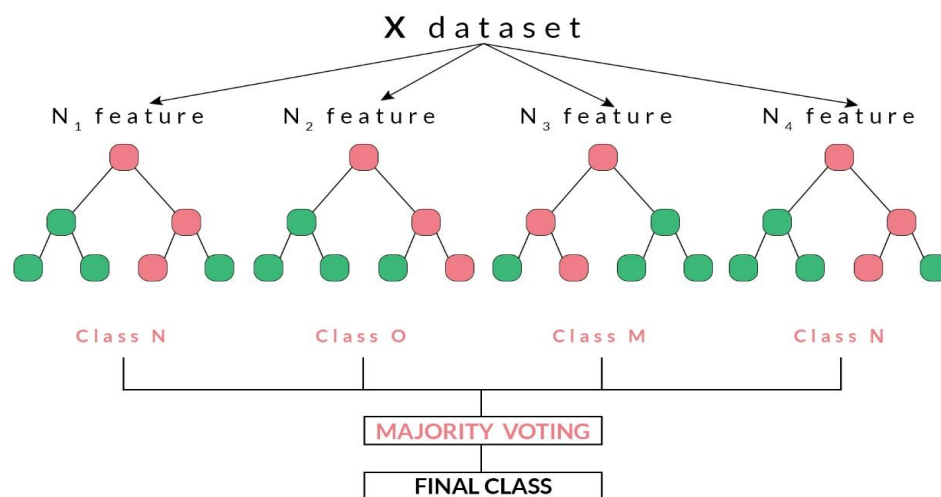 X dataset
N₁ feature N₂ feature N₃ feature N₄ feature
Class N Class O Class M Class N
MAJORITY VOTING
FINAL CLASS